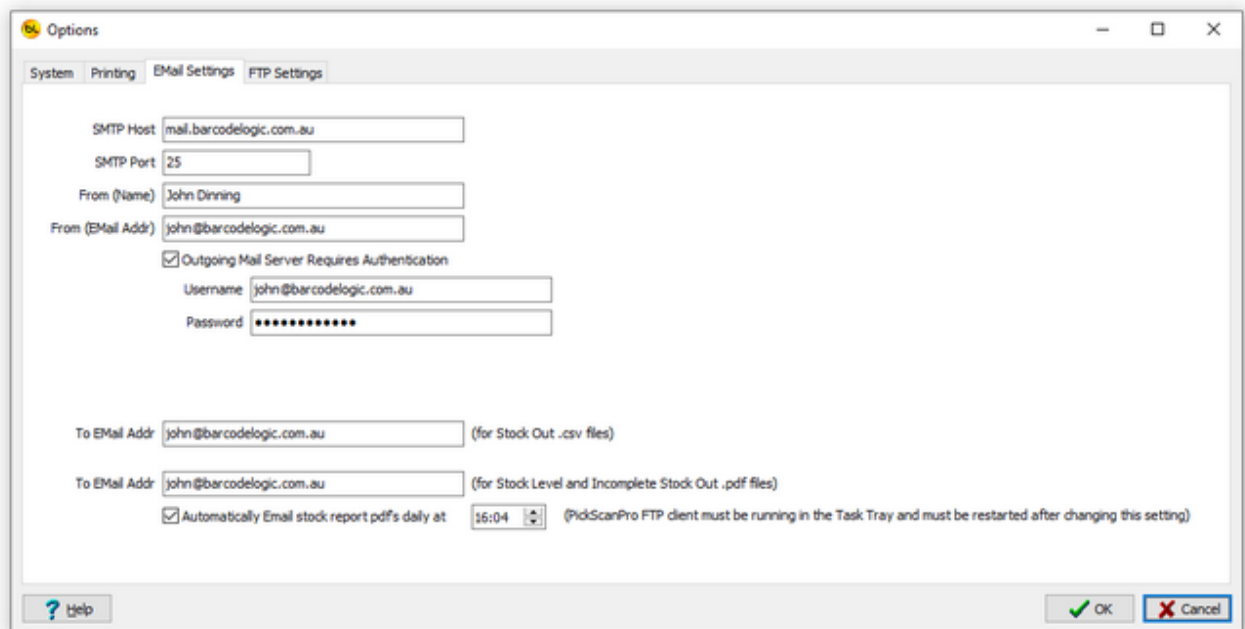 bL Options
System Printing EMail Settings FTP Settings
SMTP Host mail.barcodelogic.com.au
SMTP Port 25
From (Name) John Dinning
From (EMail Addr) john@barcodelogic.com.au
Outgoing Mail Server Requires Authentication
Username john@barcodelogic.com.au
Password ••••••••••••
To EMail Addr john@barcodelogic.com.au (for Stock Out .csv files)
To EMail Addr john@barcodelogic.com.au (for Stock Level and Incomplete Stock Out .pdf files)
Automatically Email stock report pdf's daily at 16:04 (PickScanPro FTP client must be running in the Task Tray and must be restarted after changing this setting)
? Help OK Cancel